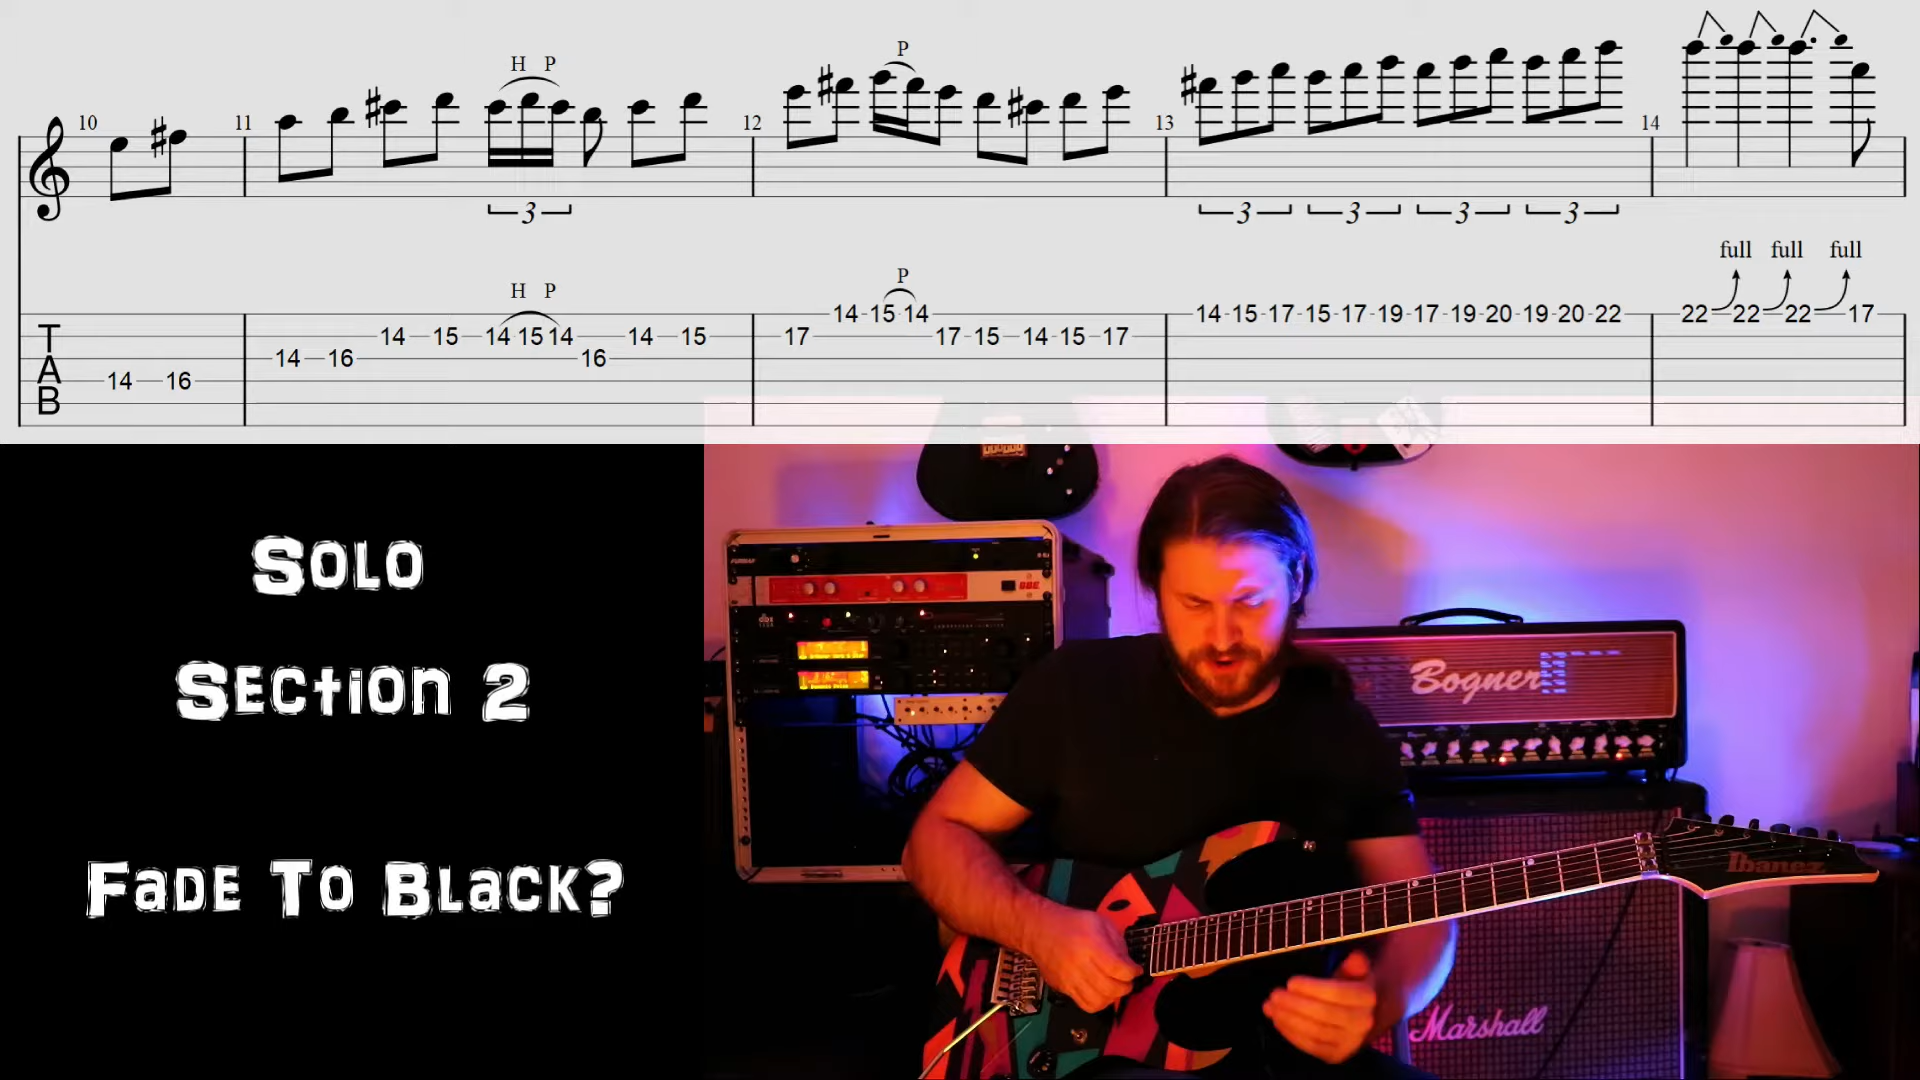 10 11 12 13 14
H P
P
3
3 3 3 3
full full full
H P
P
14 15 14 14 15 17 15 17 19 17 19 20 19 20 22 22 22 22 17
T 14 15 14 15 14 14 15 17 17 15 14 15 17
14 16 16
A 14 16
B
Solo
Section 2
Fade To Black?
FURMAN
BBE
dbx
Bogner
Ibanez
Marshall